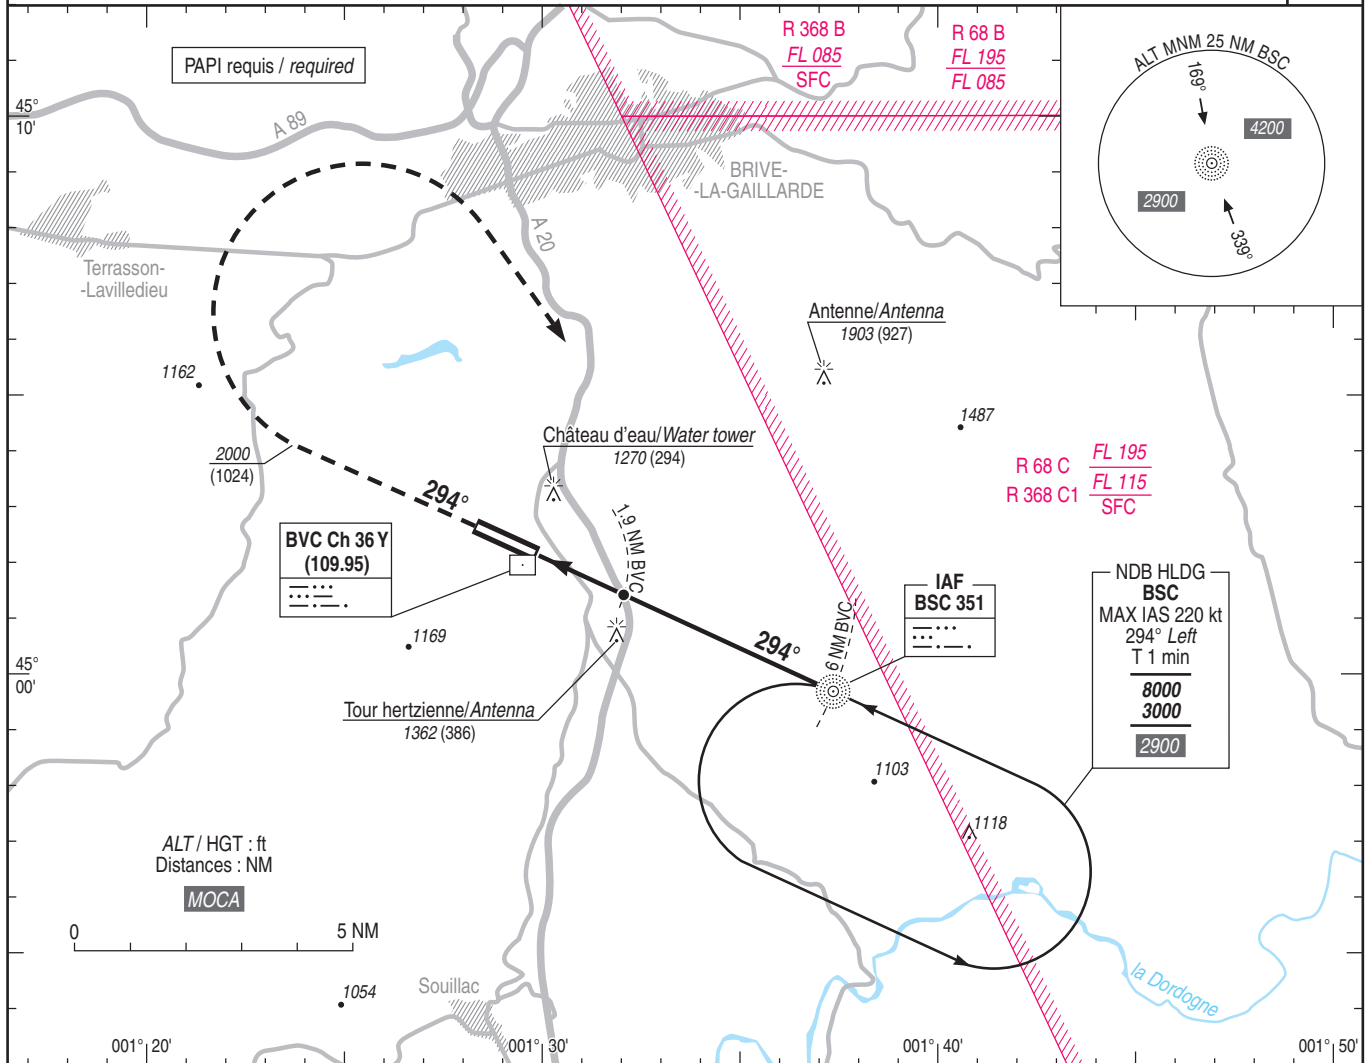 PAPI requis / required
R 368 B
FL 085
SFC
R 68 B
FL 195
FL 085
ALT MNM 25 NM BSC
169°
4200
2900
339°
45°
10'
A 89
BRIVE-
-LA-GAILLARDE
A 20
Terrasson-
-Lavilledieu
Antenne/Antenna
1903 (927)
1162
1487
Château d'eau/Water tower
1270 (294)
2000
(1024)
294°
R 68 C
FL 195
R 368 C1
FL 115
SFC
1.9 NM BVC
BVC Ch 36 Y
(109.95)
IAF
BSC 351
NDB HLDG
BSC
MAX IAS 220 kt
294° Left
T 1 min
8000
3000
2900
6 NM BVC
294°
1169
45°
00'
Tour hertzienne/Antenna
1362 (386)
1103
1118
ALT / HGT : ft
Distances : NM
MOCA
0
5 NM
1054
Souillac
la Dordogne
001° 20'
001° 30'
001° 40'
001° 50'